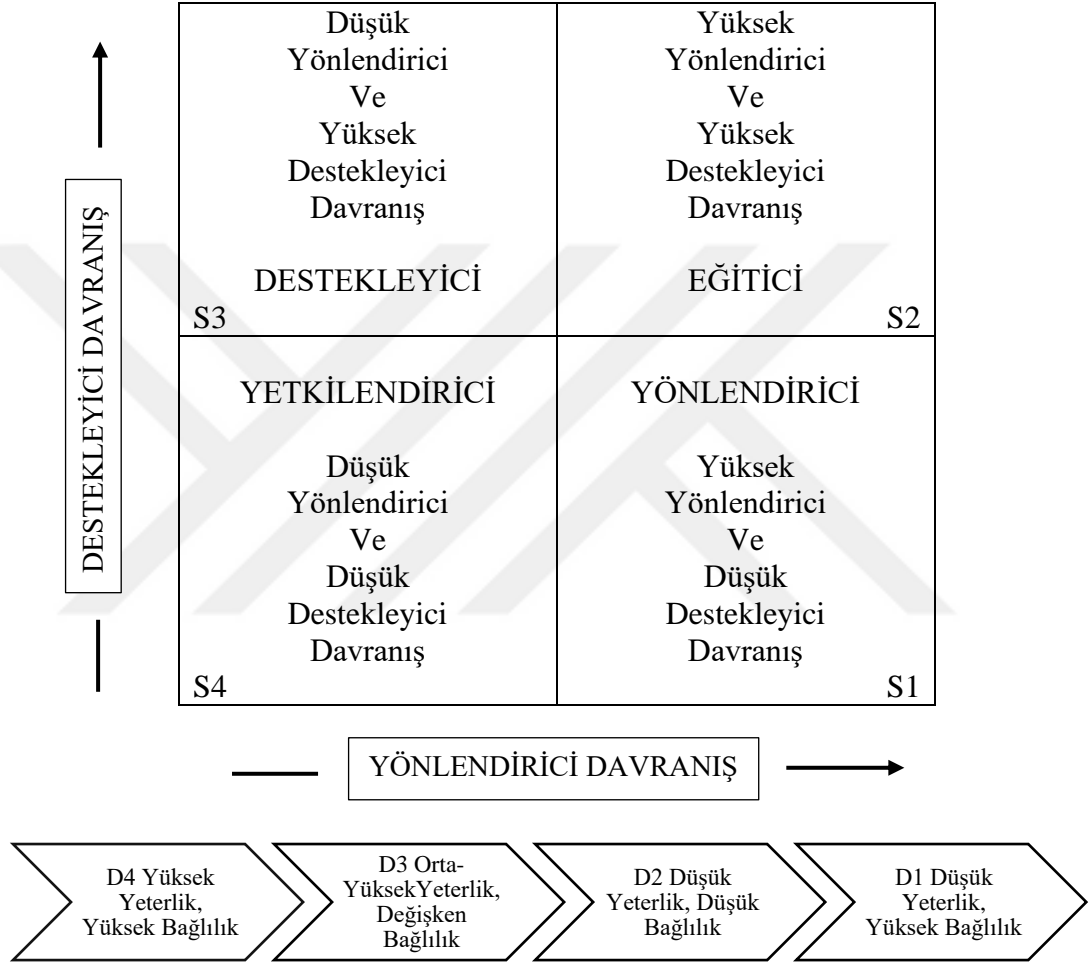 Düşük
Yönlendirici
Ve
Yüksek
Destekleyici
Davranış
DESTEKLEYİCİ
S3
Yüksek
Yönlendirici
Ve
Yüksek
Destekleyici
Davranış
EĞİTİCİ
S2
DESTEKLEYİCİ DAVRANIŞ
YETKİLENDİRİCİ
Düşük
Yönlendirici
Ve
Düşük
Destekleyici
Davranış
S4
YÖNLENDİRİCİ
Yüksek
Yönlendirici
Ve
Düşük
Destekleyici
Davranış
S1
YÖNLENDİRİCİ DAVRANIŞ
D4 Yüksek
Yeterlik,
Yüksek Bağlılık
D3 Orta-
YüksekYeterlik,
Değişken
Bağlılık
D2 Düşük
Yeterlik, Düşük
Bağlılık
D1 Düşük
Yeterlik,
Yüksek Bağlılık